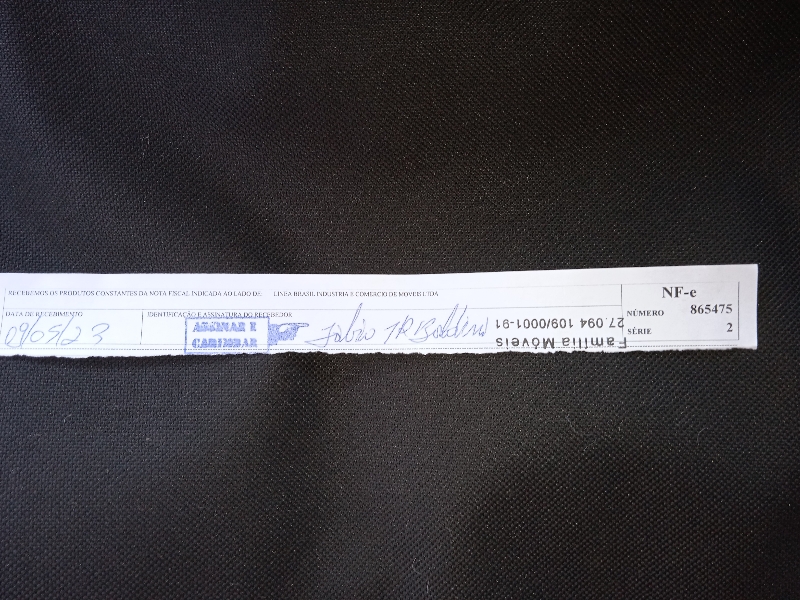 RECEBEMOS OS PRODUTOS CONSTANTES DA NOTA FISCAL INDICADA AO LADO DE: LINEA BRASIL INDUSTRIA E COMERCIO DE MOVEIS LTDA
NF-e
NÚMERO 865475
SÉRIE 2
DATA DE RECEBIMENTO
09/05/23
IDENTIFICAÇÃO E ASSINATURA DO RECEBEDOR
ASSINAR E
CARIMBAR
Fabio
Família Móveis
27.094.109/0001-91